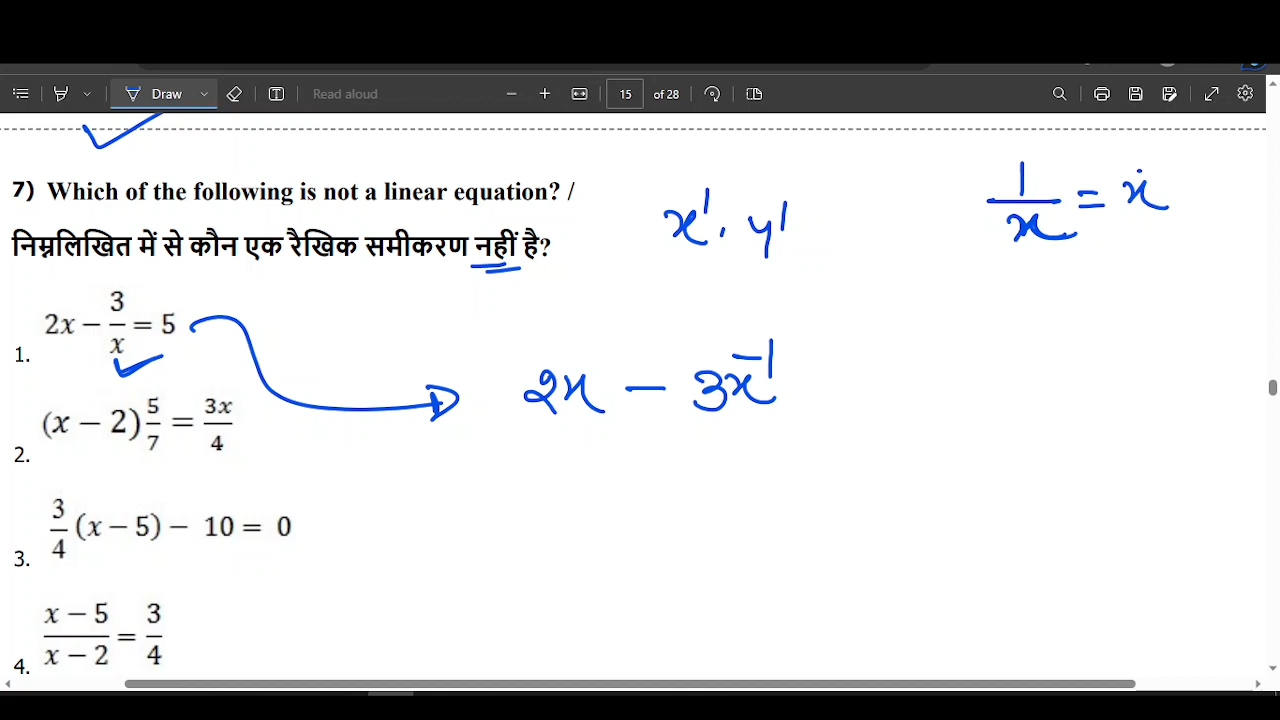 Draw Read aloud 15 of 28
7) Which of the following is not a linear equation? /
निम्नलिखित में से कौन एक रैखिक समीकरण नहीं है?
x¹, y¹
1/x = x
1. 2x − 3/x = 5
2x − 3x⁻¹
2. (x − 2) 5/7 = 3x/4
3. 3/4 (x − 5) − 10 = 0
4. (x − 5)/(x − 2) = 3/4